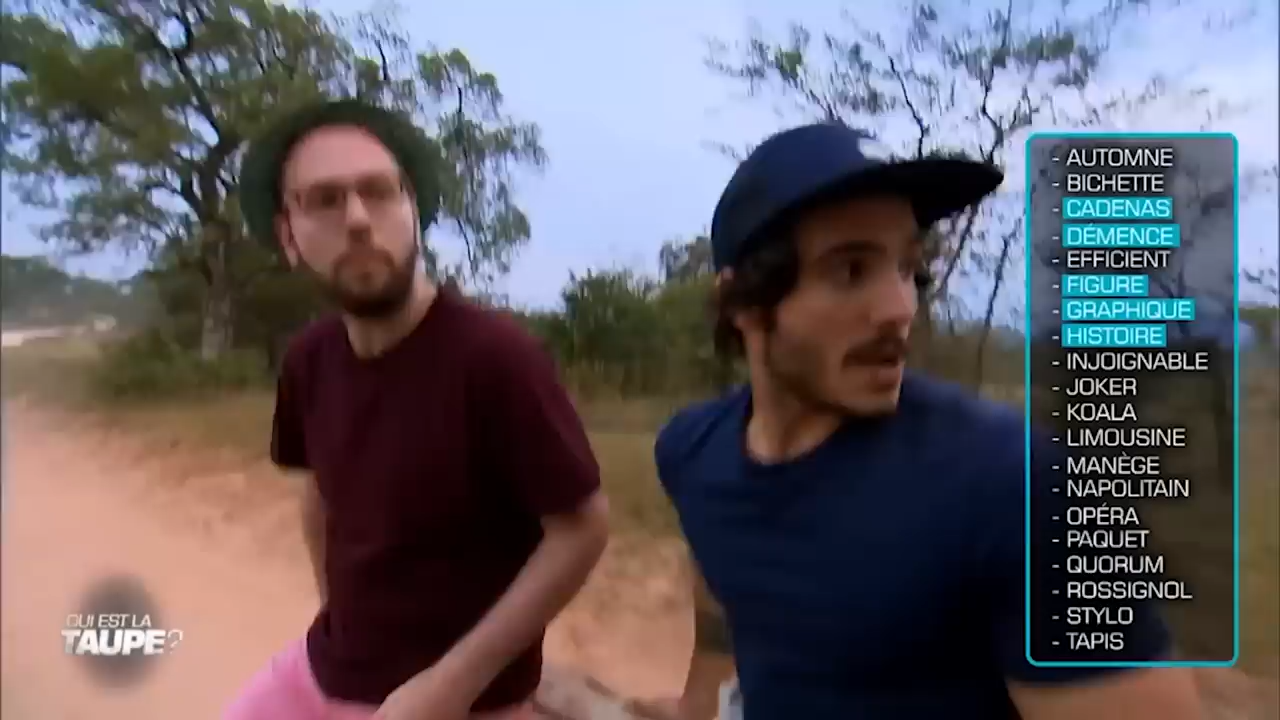 - AUTOMNE
- BICHETTE
- CADENAS
- DÉMENCE
- EFFICIENT
- FIGURE
- GRAPHIQUE
- HISTOIRE
- INJOIGNABLE
- JOKER
- KOALA
- LIMOUSINE
- MANÈGE
- NAPOLITAIN
- OPÉRA
- PAQUET
- QUORUM
- ROSSIGNOL
- STYLO
- TAPIS
QUI EST LA
TAUPE?